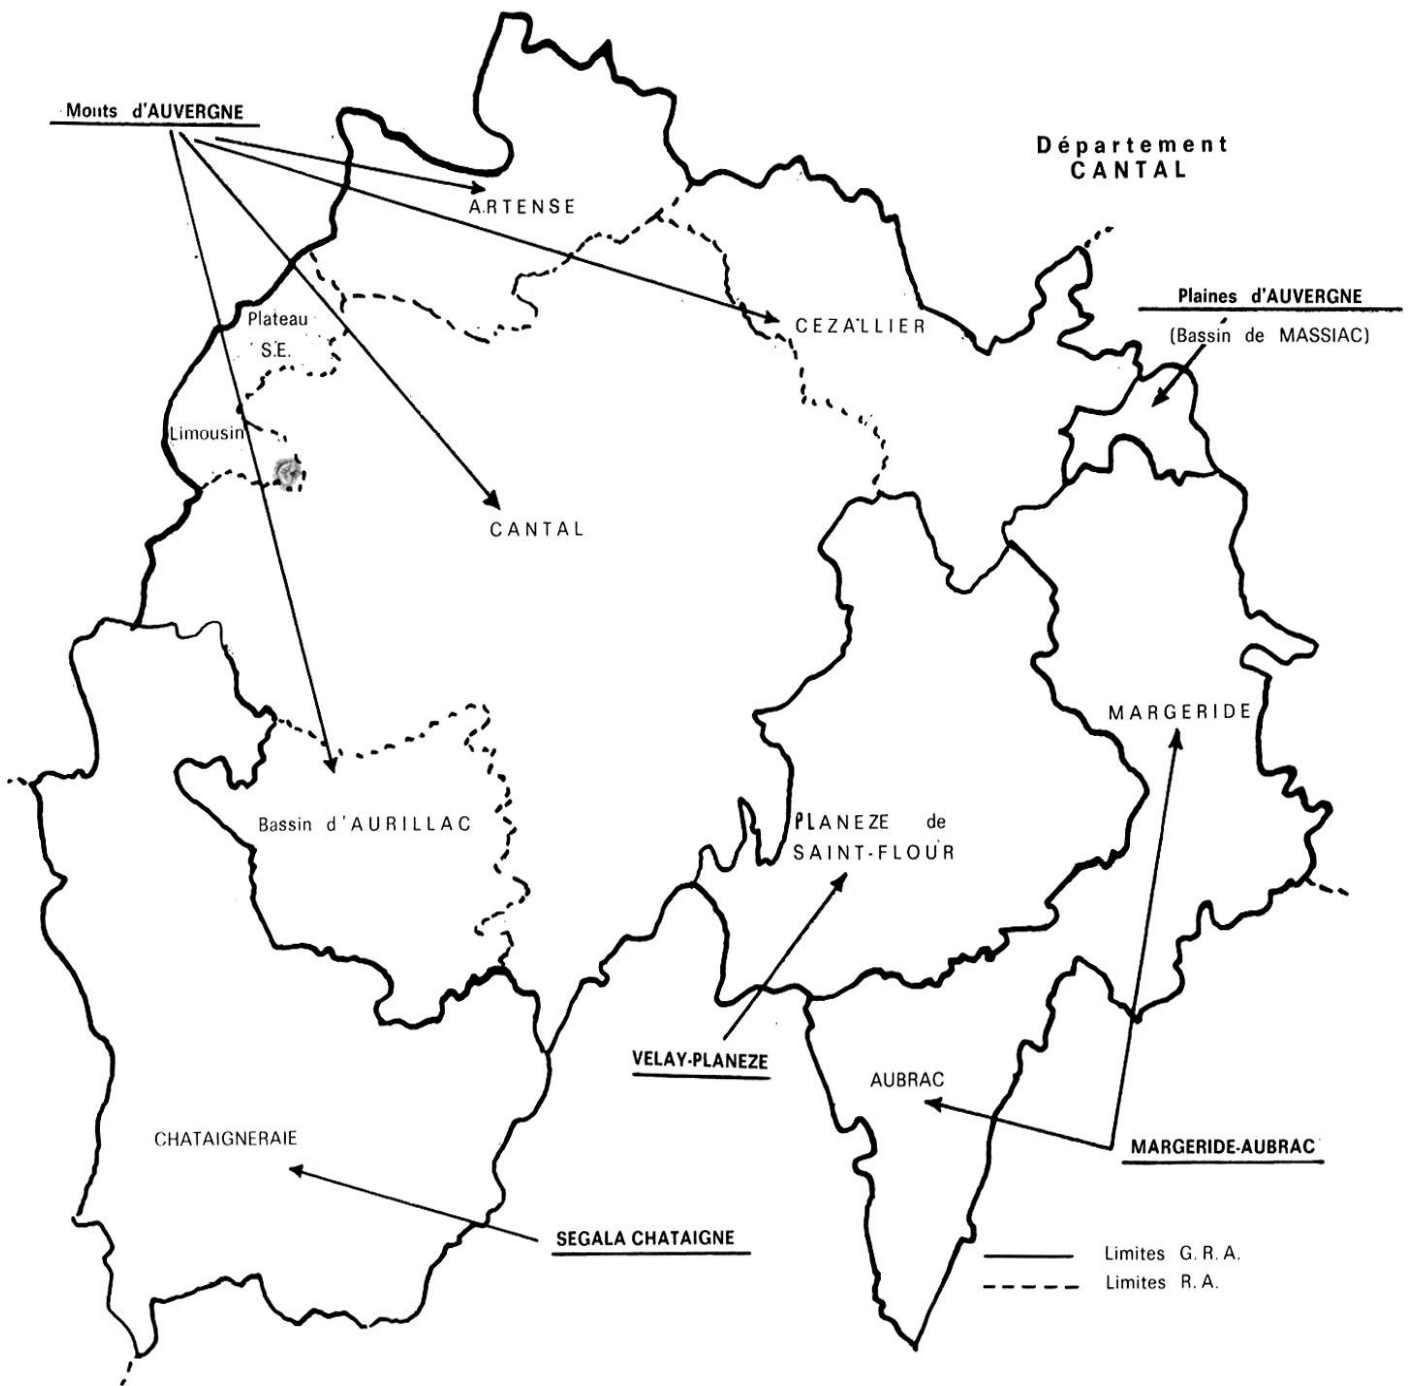 Monts d'AUVERGNE
Département
CANTAL
A.RTENSE
Plaines d'AUVERGNE
(Bassin de MASSIAC)
Plateau
S.E.
CEZALLIER
Limousin
CANTAL
MARGERIDE
Bassin d'AURILLAC
PLANEZE de
SAINT-FLOUR
VELAY-PLANEZE
AUBRAC
CHATAIGNERAIE
MARGERIDE-AUBRAC
SEGALA CHATAIGNE
Limites G.R.A.
Limites R.A.